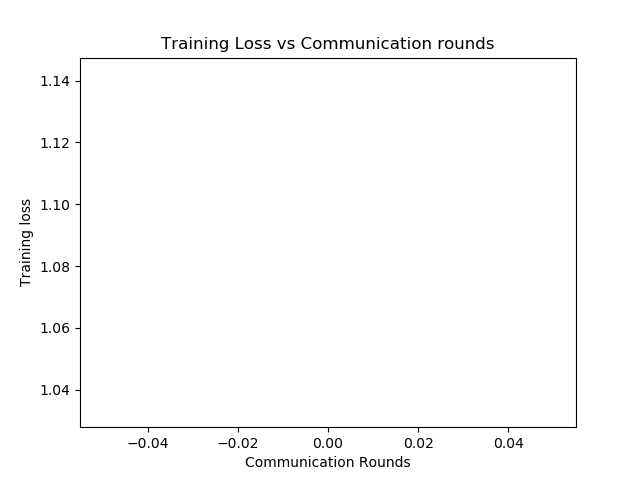 Training Loss vs Communication rounds
1.14
1.12
1.10
1.08
1.06
1.04
Training loss
−0.04 −0.02 0.00 0.02 0.04
Communication Rounds